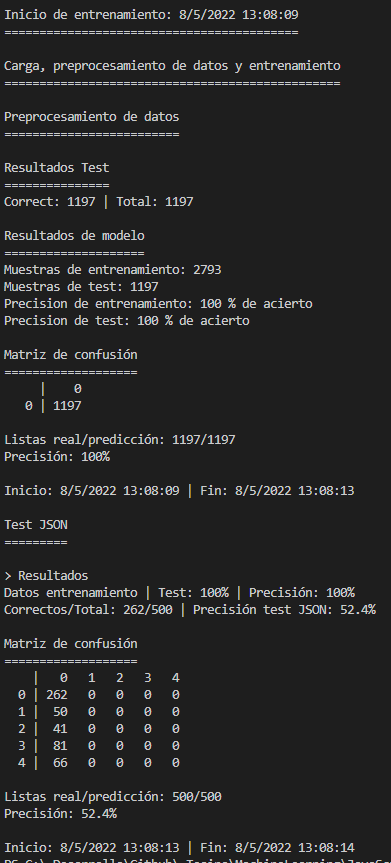 Inicio de entrenamiento: 8/5/2022 13:08:09
==========================================
Carga, preprocesamiento de datos y entrenamiento
================================================
Preprocesamiento de datos
=========================
Resultados Test
===============
Correct: 1197 | Total: 1197
Resultados de modelo
====================
Muestras de entrenamiento: 2793
Muestras de test: 1197
Precision de entrenamiento: 100 % de acierto
Precision de test: 100 % de acierto
Matriz de confusión
===================
| 0
0 | 1197
Listas real/predicción: 1197/1197
Precisión: 100%
Inicio: 8/5/2022 13:08:09 | Fin: 8/5/2022 13:08:13
Test JSON
=========
> Resultados
Datos entrenamiento | Test: 100% | Precisión: 100%
Correctos/Total: 262/500 | Precisión test JSON: 52.4%
Matriz de confusión
===================
| 0 1 2 3 4
0 | 262 0 0 0 0
1 | 50 0 0 0 0
2 | 41 0 0 0 0
3 | 81 0 0 0 0
4 | 66 0 0 0 0
Listas real/predicción: 500/500
Precisión: 52.4%
Inicio: 8/5/2022 13:08:13 | Fin: 8/5/2022 13:08:14